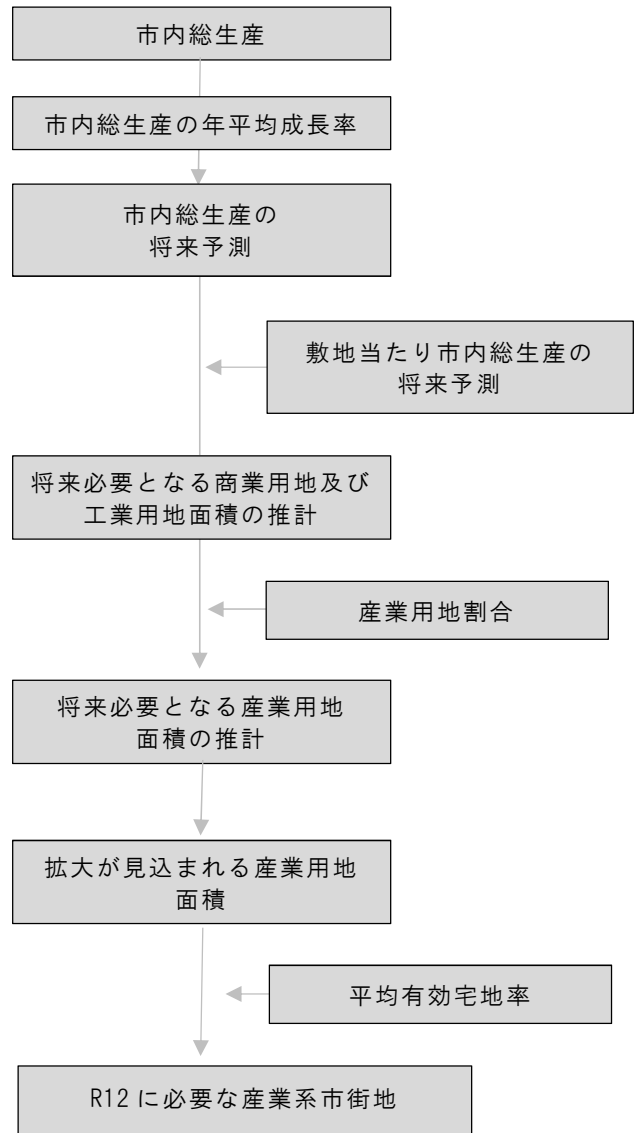 市内総生産
市内総生産の年平均成長率
市内総生産の
将来予測
敷地当たり市内総生産の
将来予測
将来必要となる商業用地及び
工業用地面積の推計
産業用地割合
将来必要となる産業用地
面積の推計
拡大が見込まれる産業用地
面積
平均有効宅地率
R12に必要な産業系市街地